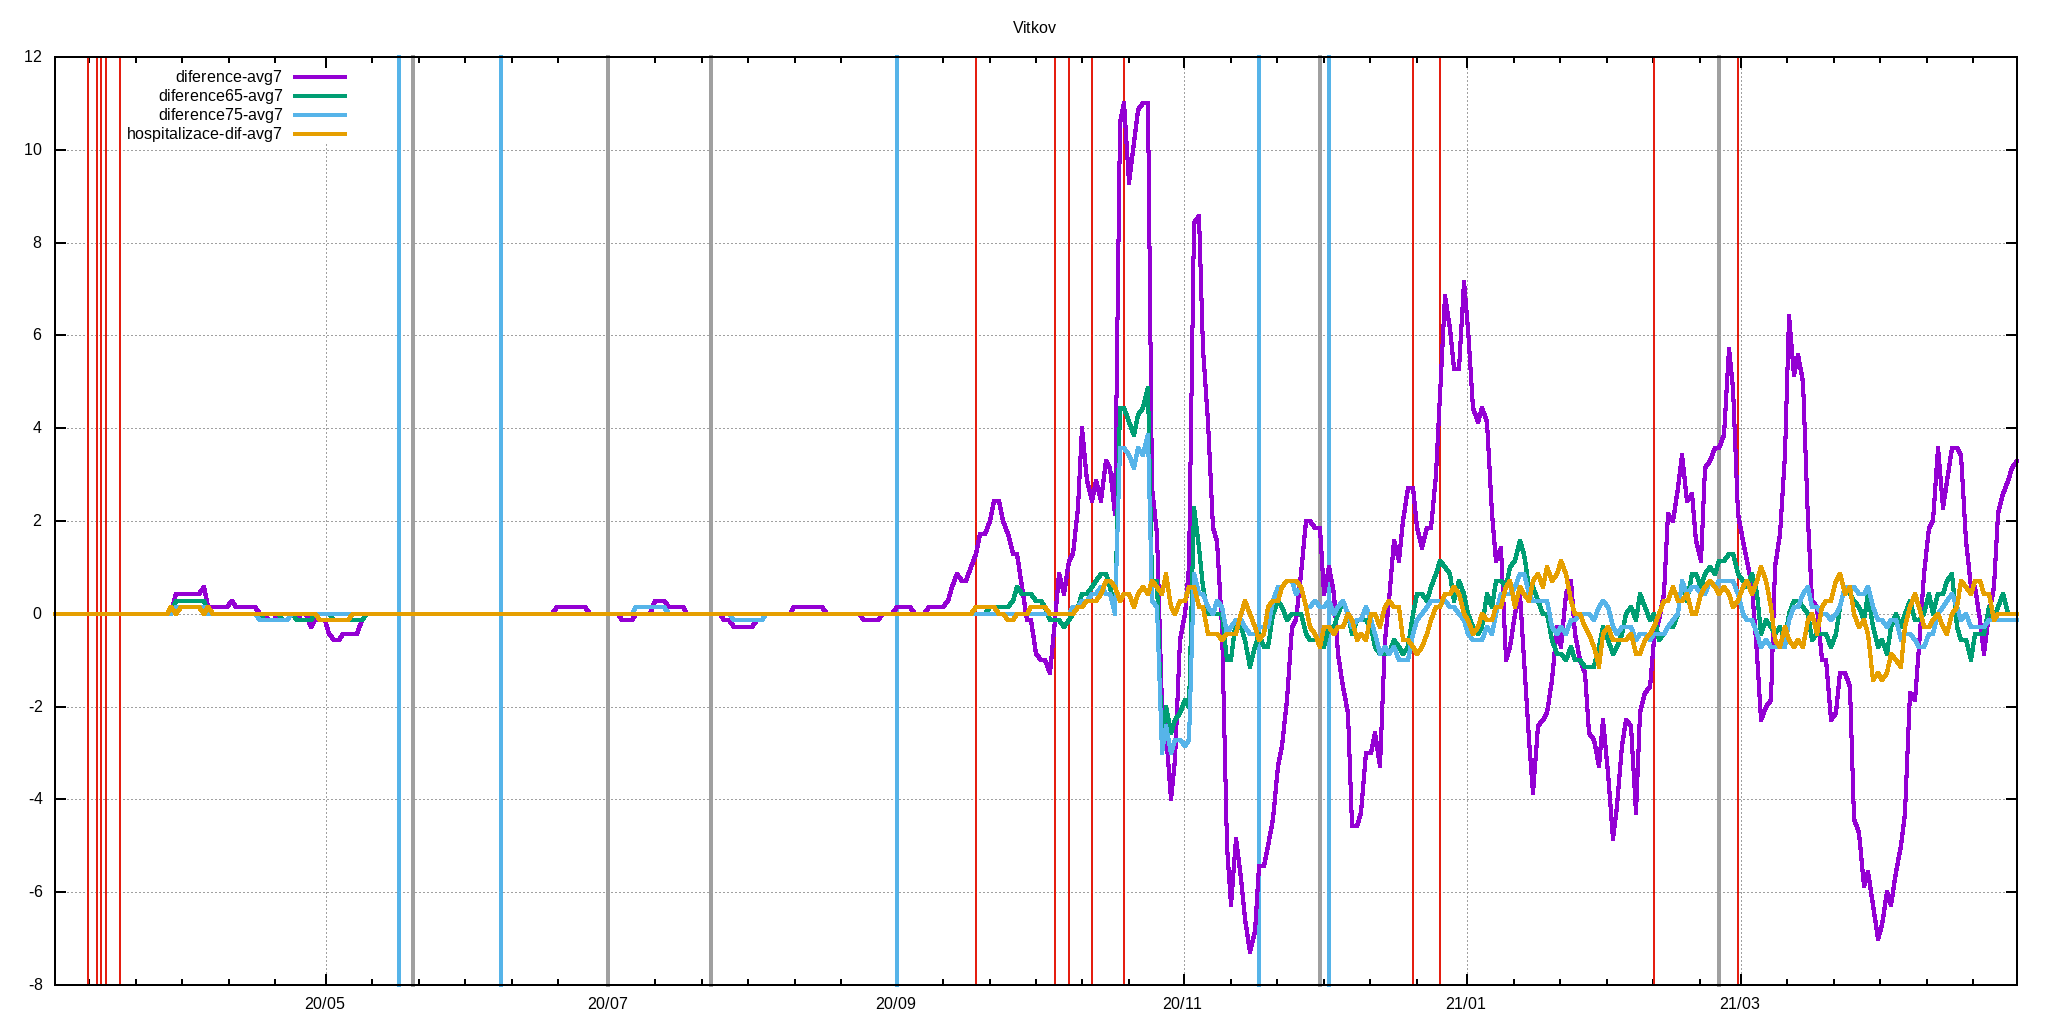 Vitkov
12
10
8
6
4
2
0
-2
-4
-6
-8
diference-avg7
diference65-avg7
diference75-avg7
hospitalizace-dif-avg7
20/05 20/07 20/09 20/11 21/01 21/03